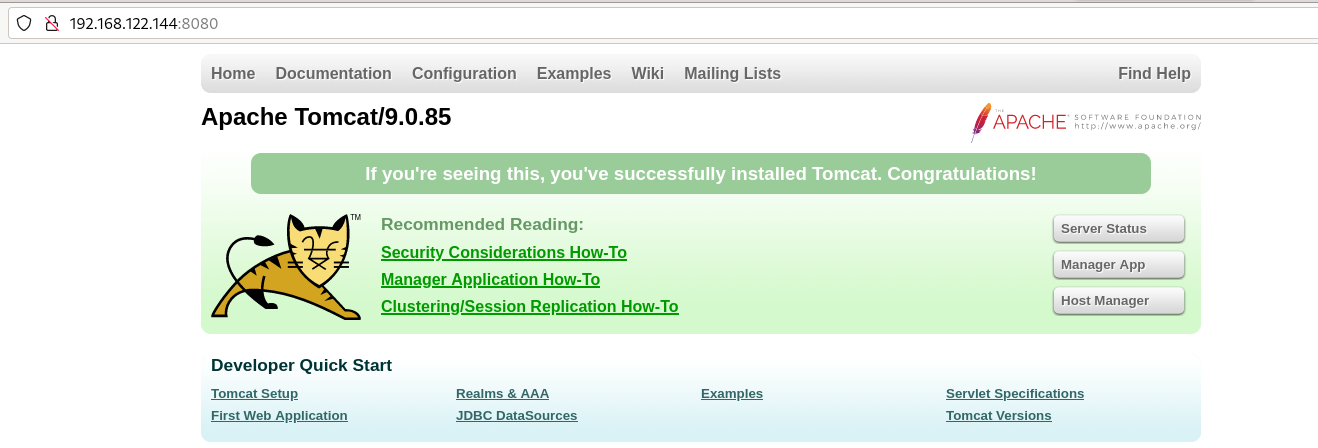 192.168.122.144:8080
Home Documentation Configuration Examples Wiki Mailing Lists Find Help
Apache Tomcat/9.0.85
THE
APACHE SOFTWARE FOUNDATION
http://www.apache.org/
If you're seeing this, you've successfully installed Tomcat. Congratulations!
TM
Recommended Reading:
Security Considerations How-To
Manager Application How-To
Clustering/Session Replication How-To
Server Status
Manager App
Host Manager
Developer Quick Start
Tomcat Setup Realms & AAA Examples Servlet Specifications
First Web Application JDBC DataSources Tomcat Versions